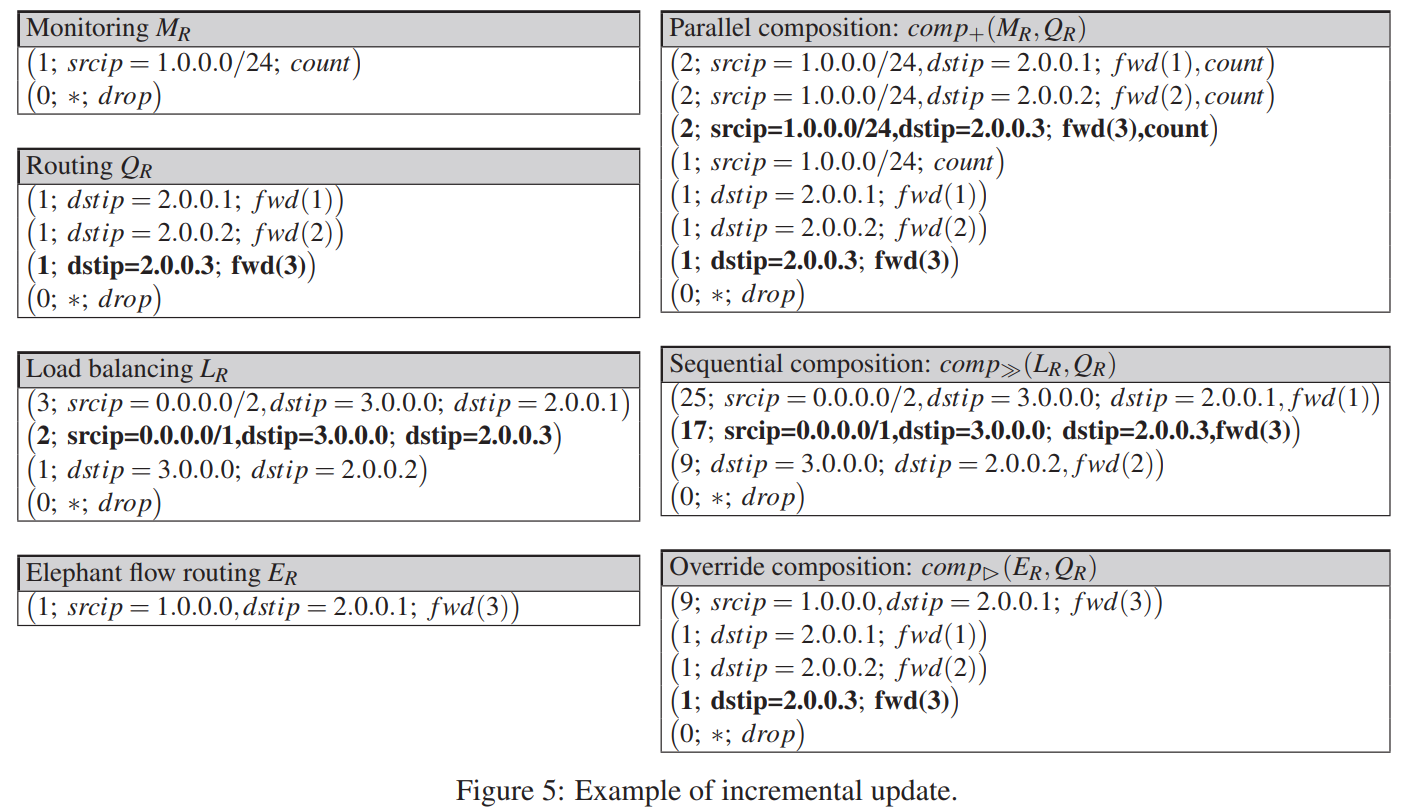 Monitoring M_R
(1; srcip = 1.0.0.0/24; count)
(0; ∗; drop)
Routing Q_R
(1; dstip = 2.0.0.1; fwd(1))
(1; dstip = 2.0.0.2; fwd(2))
(1; dstip=2.0.0.3; fwd(3))
(0; ∗; drop)
Load balancing L_R
(3; srcip = 0.0.0.0/2,dstip = 3.0.0.0; dstip = 2.0.0.1)
(2; srcip=0.0.0.0/1,dstip=3.0.0.0; dstip=2.0.0.3)
(1; dstip = 3.0.0.0; dstip = 2.0.0.2)
(0; ∗; drop)
Elephant flow routing E_R
(1; srcip = 1.0.0.0,dstip = 2.0.0.1; fwd(3))
Parallel composition: comp_+(M_R,Q_R)
(2; srcip = 1.0.0.0/24,dstip = 2.0.0.1; fwd(1),count)
(2; srcip = 1.0.0.0/24,dstip = 2.0.0.2; fwd(2),count)
(2; srcip=1.0.0.0/24,dstip=2.0.0.3; fwd(3),count)
(1; srcip = 1.0.0.0/24; count)
(1; dstip = 2.0.0.1; fwd(1))
(1; dstip = 2.0.0.2; fwd(2))
(1; dstip=2.0.0.3; fwd(3))
(0; ∗; drop)
Sequential composition: comp_≫(L_R,Q_R)
(25; srcip = 0.0.0.0/2,dstip = 3.0.0.0; dstip = 2.0.0.1,fwd(1))
(17; srcip=0.0.0.0/1,dstip=3.0.0.0; dstip=2.0.0.3,fwd(3))
(9; dstip = 3.0.0.0; dstip = 2.0.0.2,fwd(2))
(0; ∗; drop)
Override composition: comp_▷(E_R,Q_R)
(9; srcip = 1.0.0.0,dstip = 2.0.0.1; fwd(3))
(1; dstip = 2.0.0.1; fwd(1))
(1; dstip = 2.0.0.2; fwd(2))
(1; dstip=2.0.0.3; fwd(3))
(0; ∗; drop)
Figure 5: Example of incremental update.